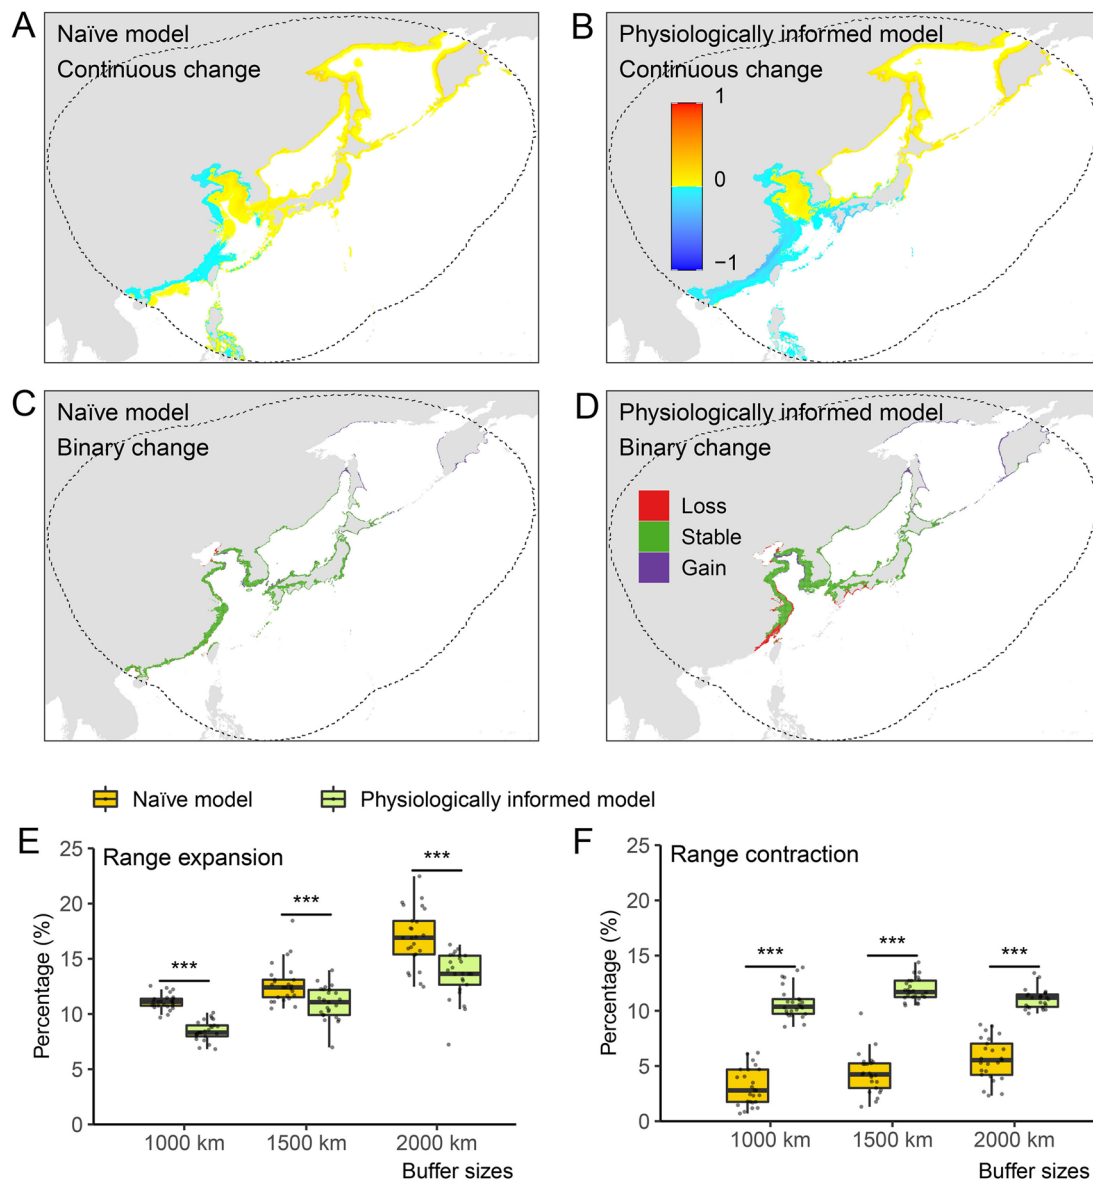 A
Naïve model
Continuous change
B
Physiologically informed model
Continuous change
1
0
−1
C
Naïve model
Binary change
D
Physiologically informed model
Binary change
Loss
Stable
Gain
Naïve model
Physiologically informed model
E
Range expansion
Percentage (%)
25
20
15
10
5
0
***
***
***
1000 km
1500 km
2000 km
Buffer sizes
F
Range contraction
Percentage (%)
25
20
15
10
5
0
***
***
***
1000 km
1500 km
2000 km
Buffer sizes